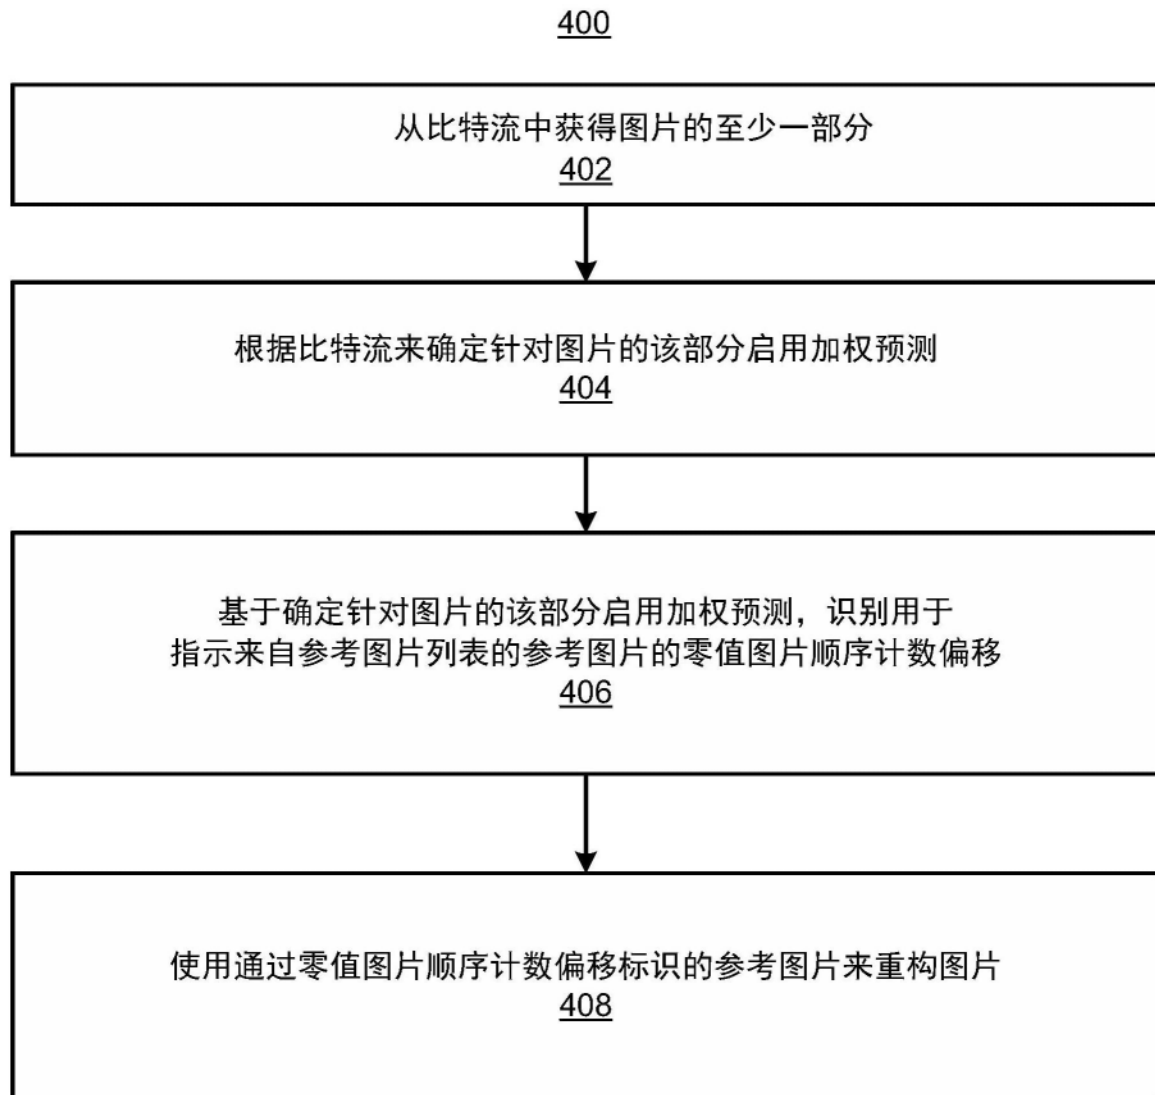 400
从比特流中获得图片的至少一部分
402
根据比特流来确定针对图片的该部分启用加权预测
404
基于确定针对图片的该部分启用加权预测，识别用于
指示来自参考图片列表的参考图片的零值图片顺序计数偏移
406
使用通过零值图片顺序计数偏移标识的参考图片来重构图片
408